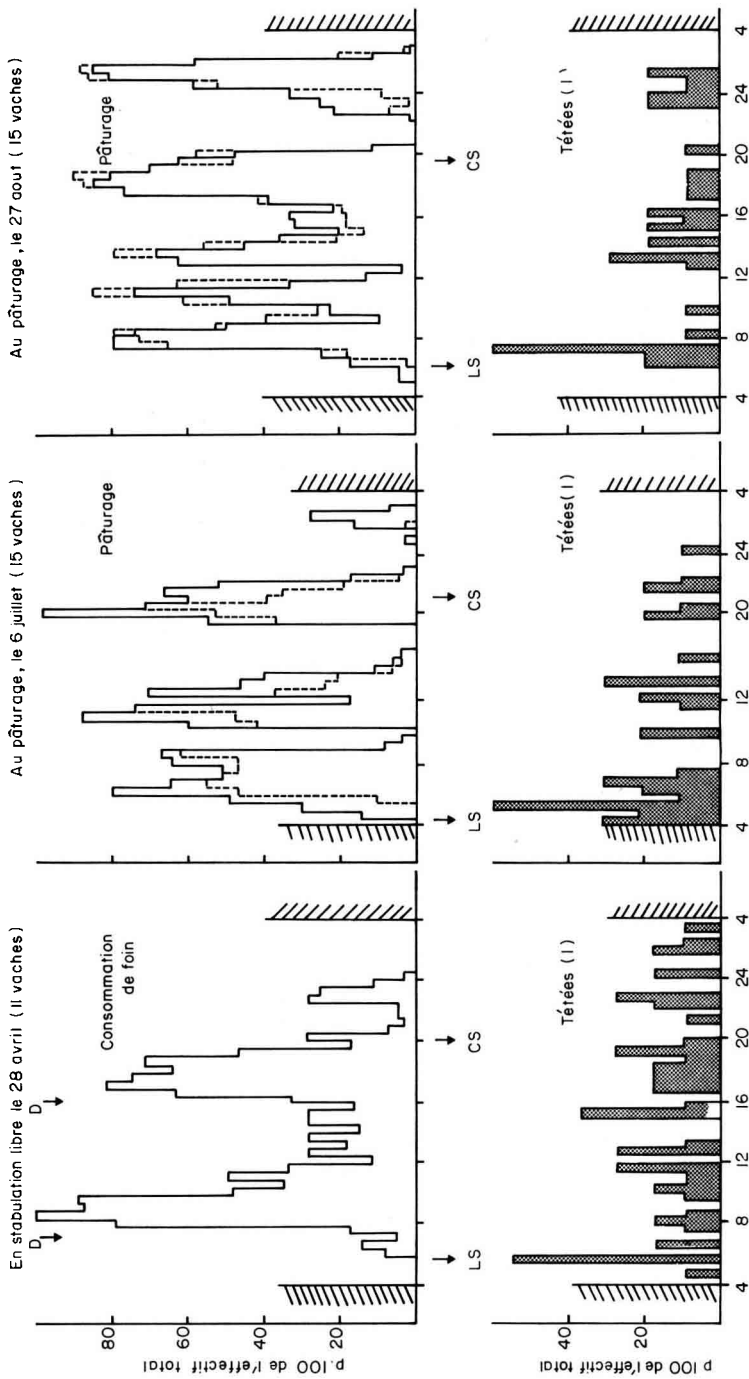 En stabulation libre le 28 avril (11 vaches)
D
D
Consommation
de foin
p.100 de l'effectif total
80
60
40
20
LS
CS
Au pâturage, le 6 juillet (15 vaches)
Pâturage
LS
CS
Au pâturage, le 27 aout (15 vaches)
Pâturage
LS
CS
p 100 de l'effectif total
40
20
Tétées (1)
4
8
12
16
20
24
4
Tétées (1)
4
8
12
16
20
24
4
Tétées (1)
4
8
12
16
20
24
4